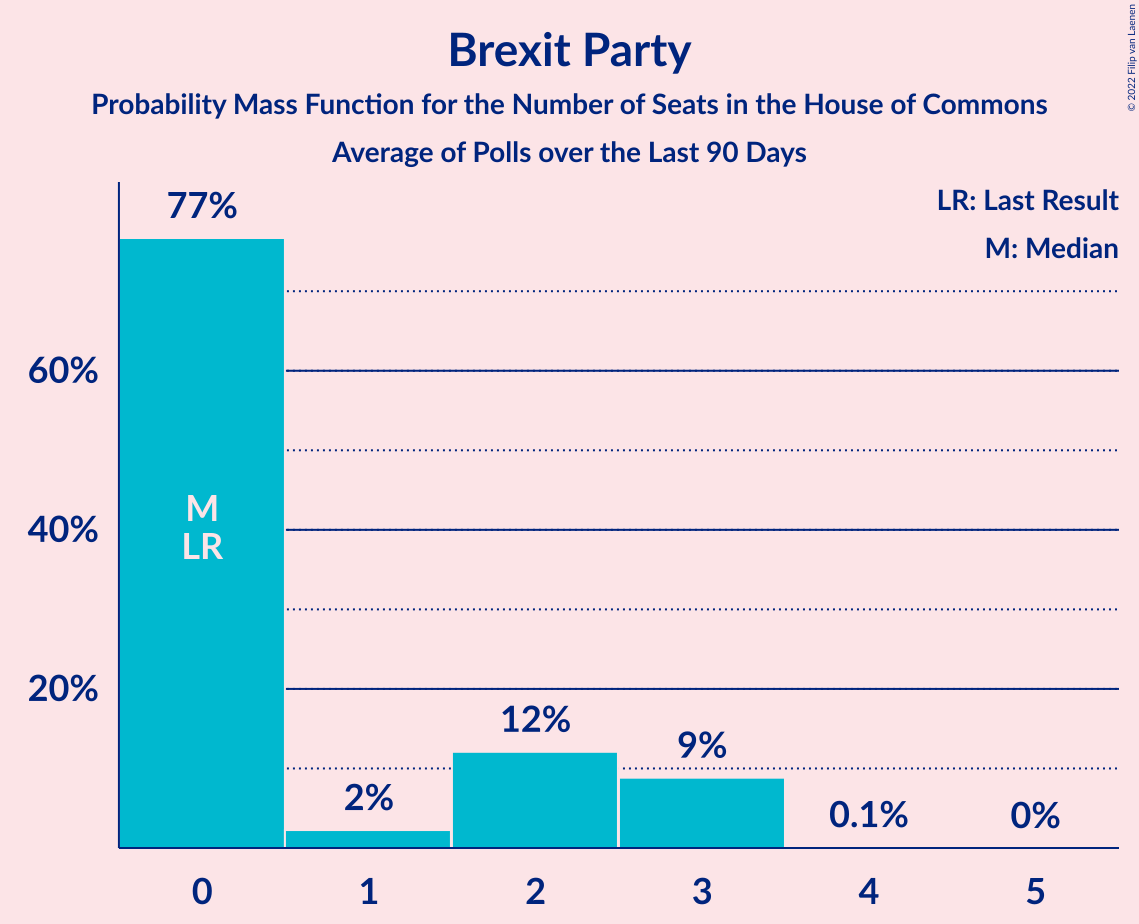 Brexit Party
Probability Mass Function for the Number of Seats in the House of Commons
Average of Polls over the Last 90 Days
© 2022 Filip van Laenen
LR: Last Result
M: Median
77%
60%
40%
20%
M
LR
2%
12%
9%
0.1%
0%
0 1 2 3 4 5